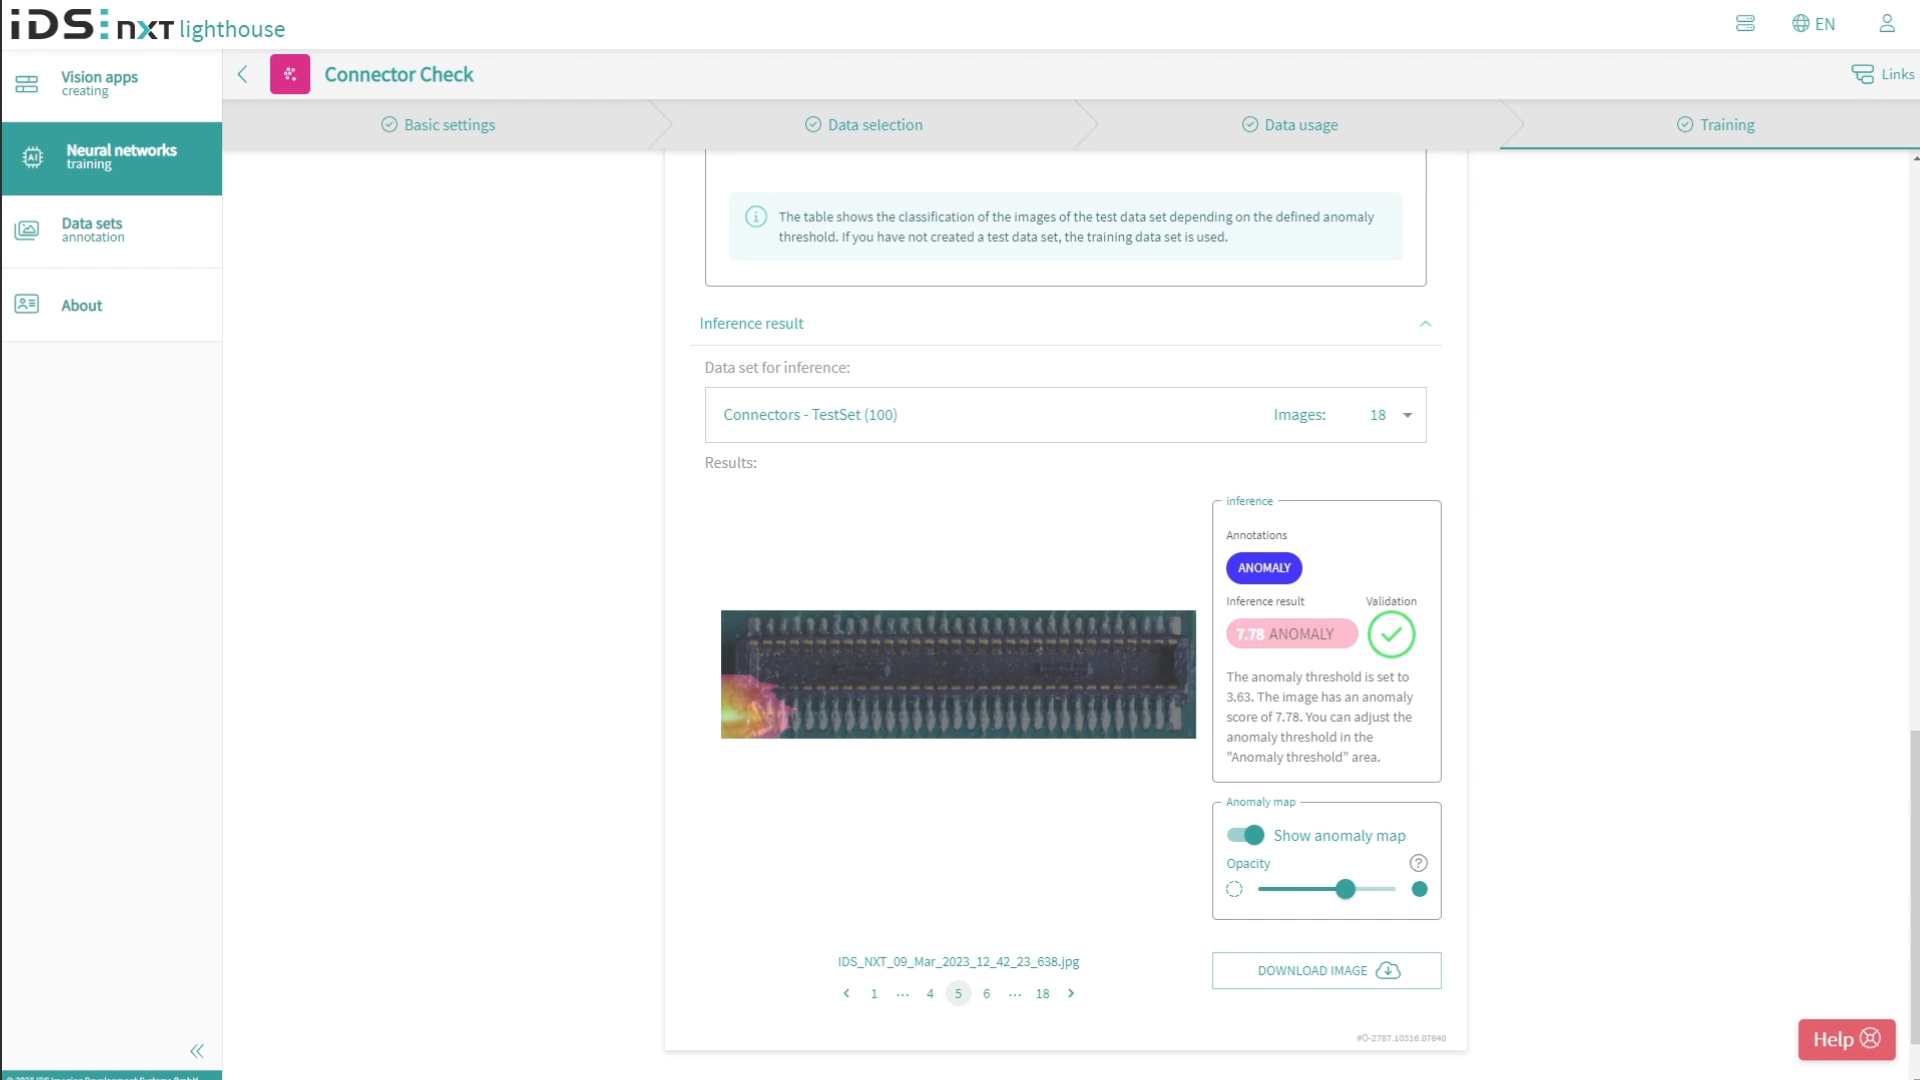 iDS:nxt lighthouse
EN
Vision apps
creating
Neural networks
training
Data sets
annotation
About
Connector Check
Links
Basic settings
Data selection
Data usage
Training
The table shows the classification of the images of the test data set depending on the defined anomaly
threshold. If you have not created a test data set, the training data set is used.
Inference result
Data set for inference:
Connectors - TestSet (100)
Images:
18
Results:
inference
Annotations
ANOMALY
Inference result
Validation
7.78 ANOMALY
The anomaly threshold is set to
3.63. The image has an anomaly
score of 7.78. You can adjust the
anomaly threshold in the
"Anomaly threshold" area.
Anomaly map
Show anomaly map
Opacity
?
IDS_NXT_09_Mar_2023_12_42_23_638.jpg
1 ... 4 5 6 ... 18
DOWNLOAD IMAGE
#O-2787.10316.07640
Help